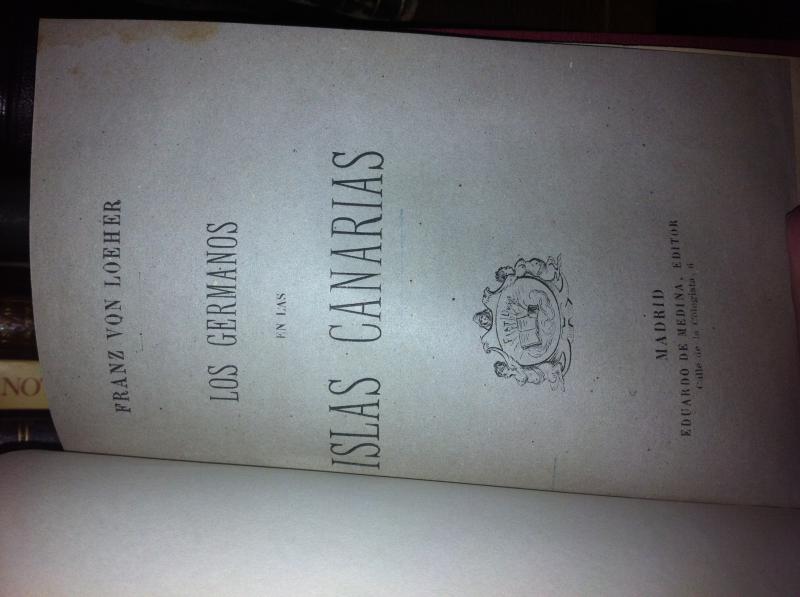 FRANZ VON LOEHER
LOS GERMANOS
EN LAS
ISLAS CANARIAS
MADRID
EDUARDO DE MEDINA, EDITOR
Calle de la Colegiata, 6
NO